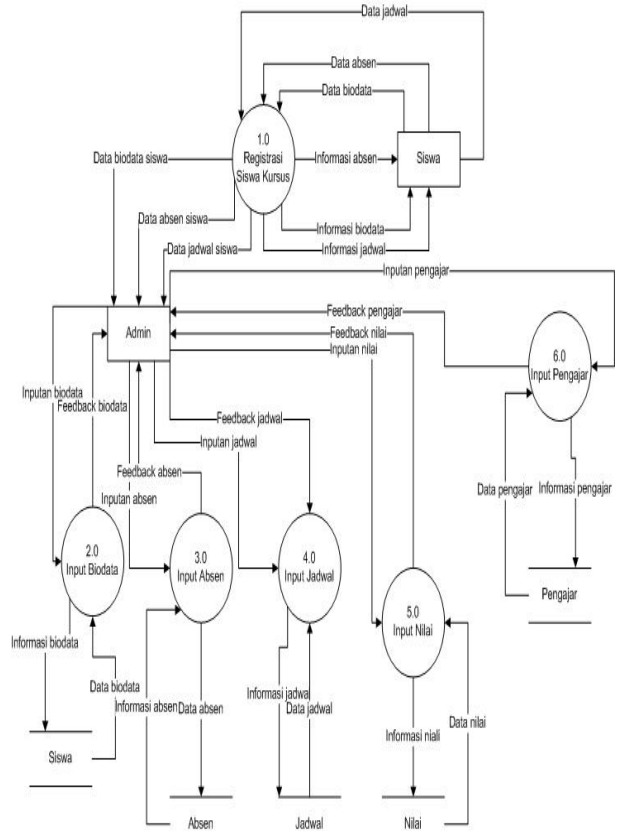 Data jadwal
Data absen
Data biodata
1.0
Registrasi
Siswa Kursus
Siswa
Data biodata siswa
Informasi absen
Data absen siswa
Informasi biodata
Data jadwal siswa
Informasi jadwal
Inputan pengajar
Feedback pengajar
Admin
Feedback nilai
Inputan nilai
6.0
Input Pengajar
Inputan biodata
Feedback biodata
Feedback jadwal
Inputan jadwal
Feedback absen
Inputan absen
Data pengajar
Informasi pengajar
2.0
Input Biodata
3.0
Input Absen
4.0
Input Jadwal
5.0
Input Nilai
Pengajar
Informasi biodata
Data biodata
Informasi absen
Data absen
Informasi jadwal
Data jadwal
Informasi niali
Data nilai
Siswa
Absen
Jadwal
Nilai